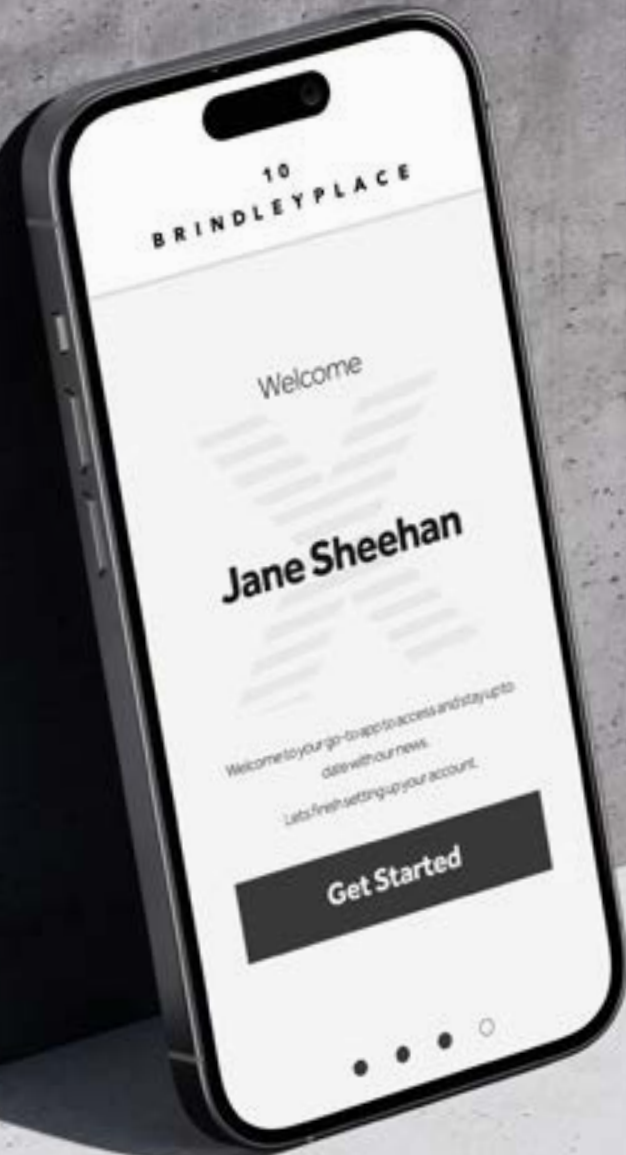 10
BRINDLEYPLACE
Welcome
Jane Sheehan
Welcome to your go-to app to access and stay up to
date with our news.
Lets finish setting up your account.
Get Started